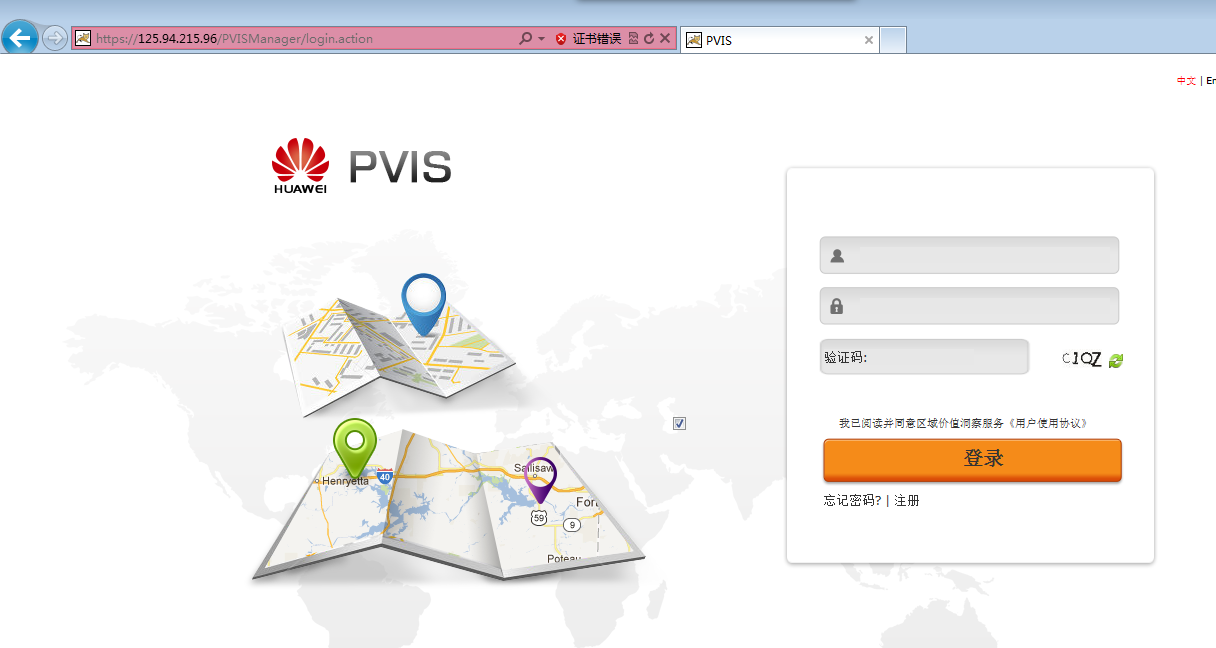 https://125.94.215.96/PVISManager/login.action
证书错误
PVIS
中文 | En
HUAWEI
PVIS
验证码:
C1QZ
Henryetta
40
Sallisaw
59
9
Fort
Poteau
我已阅读并同意区域价值洞察服务《用户使用协议》
登录
忘记密码? | 注册